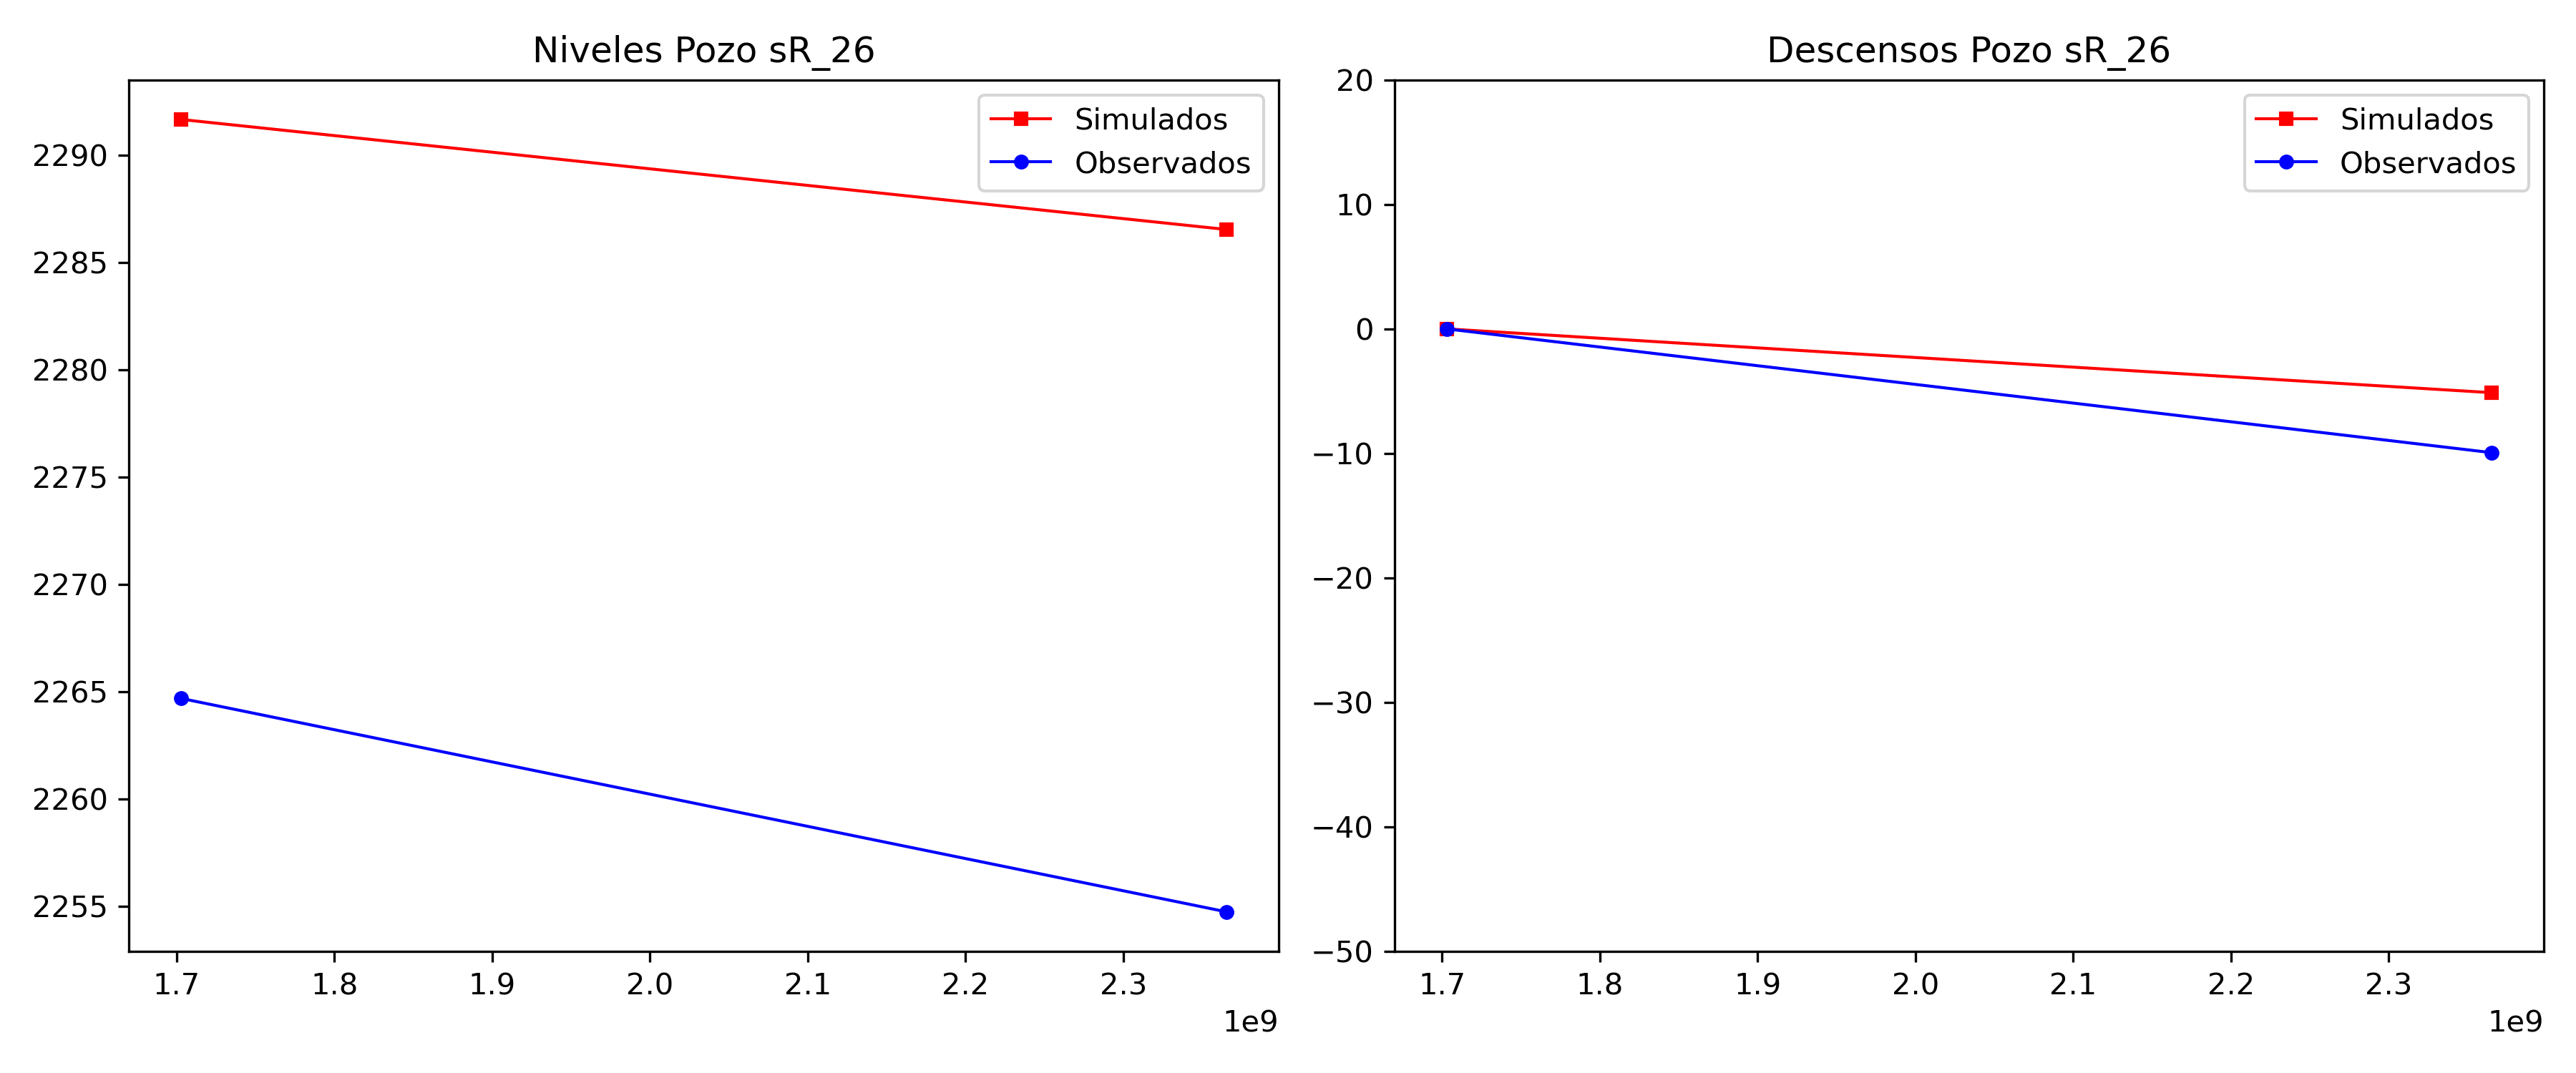 Niveles Pozo sR_26
Simulados
Observados
2290
2285
2280
2275
2270
2265
2260
2255
1.7 1.8 1.9 2.0 2.1 2.2 2.3
1e9
Descensos Pozo sR_26
Simulados
Observados
20
10
0
−10
−20
−30
−40
−50
1.7 1.8 1.9 2.0 2.1 2.2 2.3
1e9